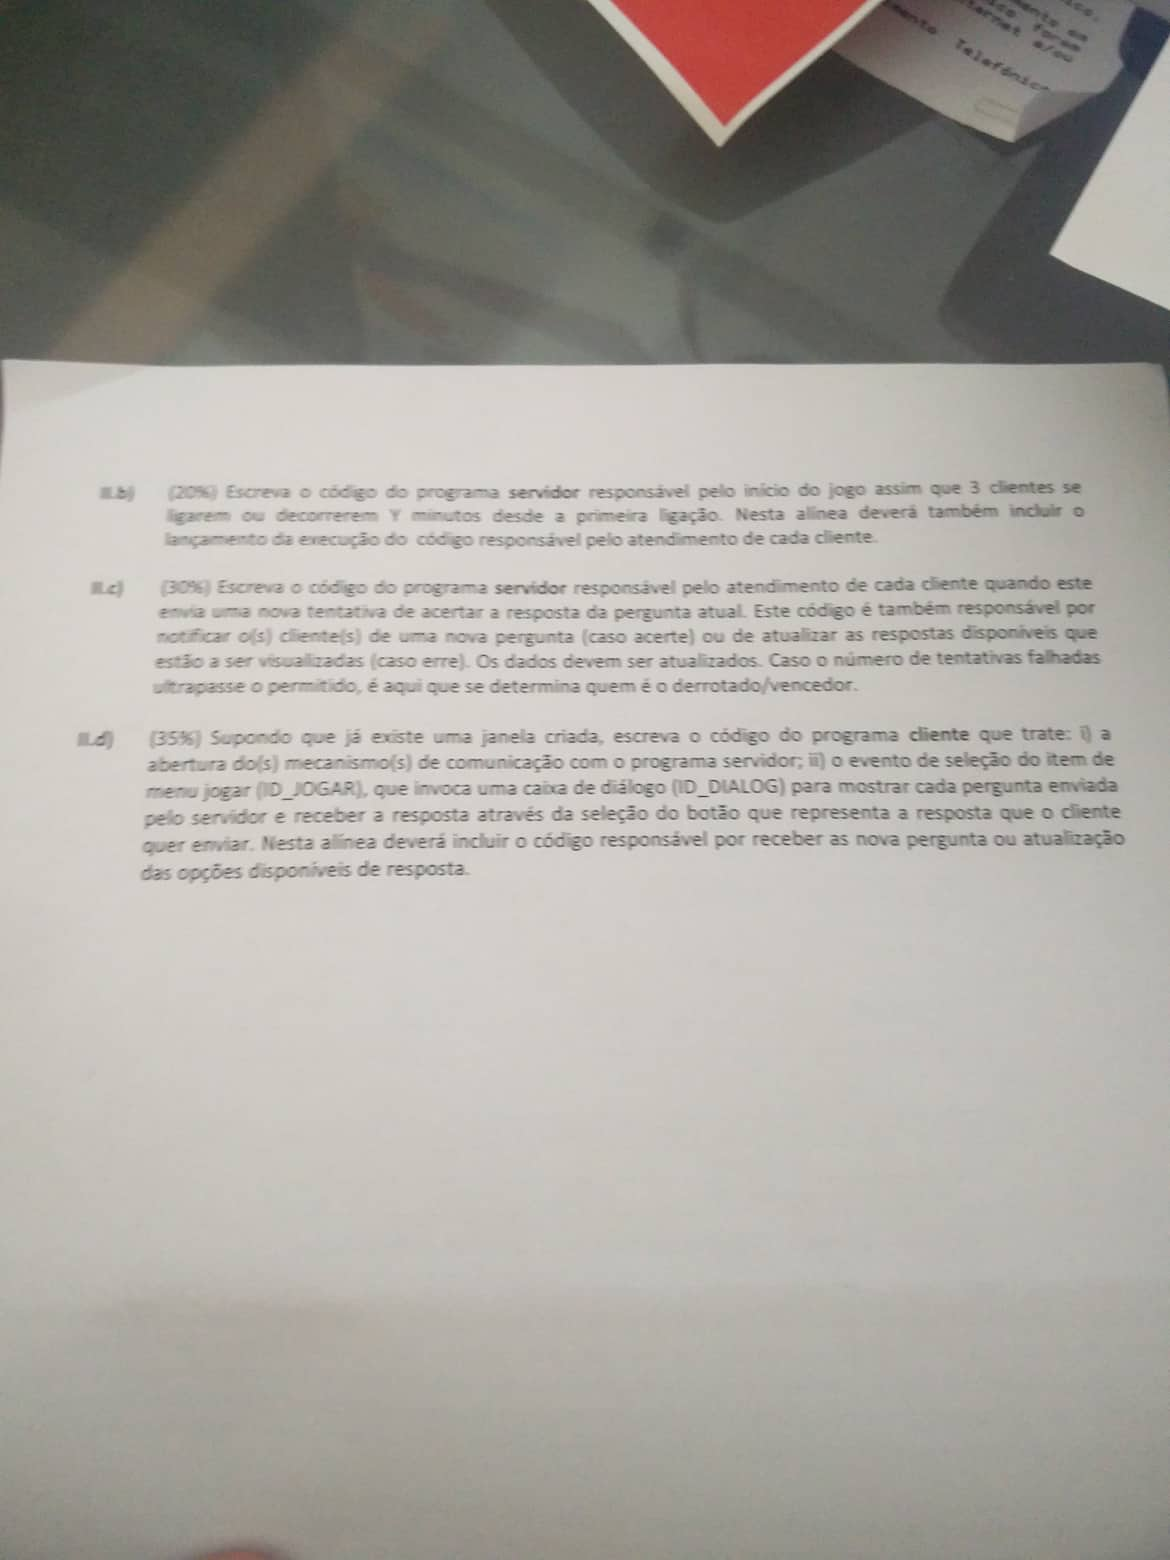 ico.
mento em
ico foram
ternet e/ou
mento Telefónico
II.b) (20%) Escreva o código do programa servidor responsável pelo início do jogo assim que 3 clientes se
ligarem ou decorrerem Y minutos desde a primeira ligação. Nesta alínea deverá também incluir o
lançamento da execução do código responsável pelo atendimento de cada cliente.
II.c) (30%) Escreva o código do programa servidor responsável pelo atendimento de cada cliente quando este
envia uma nova tentativa de acertar a resposta da pergunta atual. Este código é também responsável por
notificar o(s) cliente(s) de uma nova pergunta (caso acerte) ou de atualizar as respostas disponíveis que
estão a ser visualizadas (caso erre). Os dados devem ser atualizados. Caso o número de tentativas falhadas
ultrapasse o permitido, é aqui que se determina quem é o derrotado/vencedor.
II.d) (35%) Supondo que já existe uma janela criada, escreva o código do programa cliente que trate: i) a
abertura do(s) mecanismo(s) de comunicação com o programa servidor; ii) o evento de seleção do item de
menu jogar (ID_JOGAR), que invoca uma caixa de diálogo (ID_DIALOG) para mostrar cada pergunta enviada
pelo servidor e receber a resposta através da seleção do botão que representa a resposta que o cliente
quer enviar. Nesta alínea deverá incluir o código responsável por receber as nova pergunta ou atualização
das opções disponíveis de resposta.